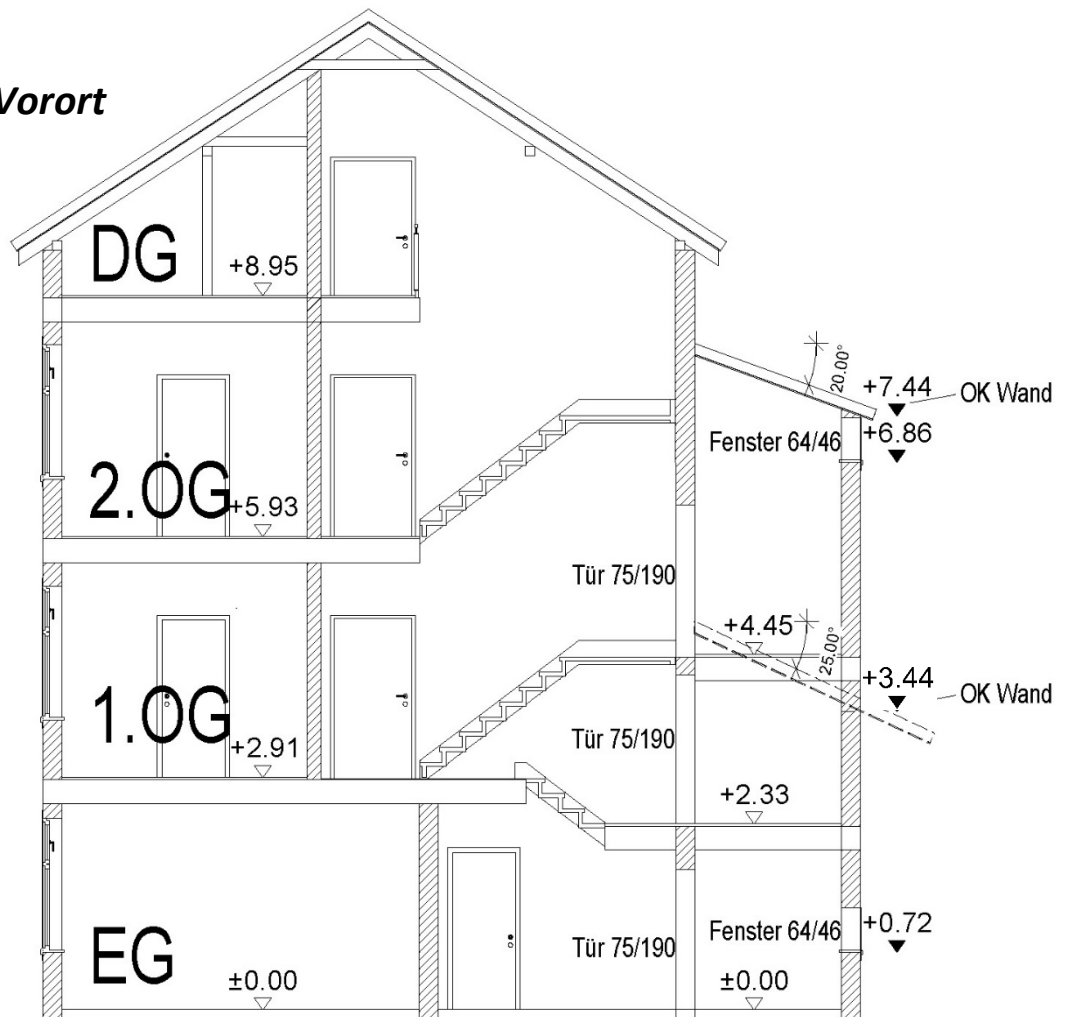 Vorort
DG
+8.95
20.00°
+7.44
OK Wand
Fenster 64/46
+6.86
2.OG
+5.93
Tür 75/190
+4.45
25.00°
+3.44
OK Wand
1.OG
+2.91
Tür 75/190
+2.33
EG
Tür 75/190
Fenster 64/46
+0.72
±0.00
±0.00